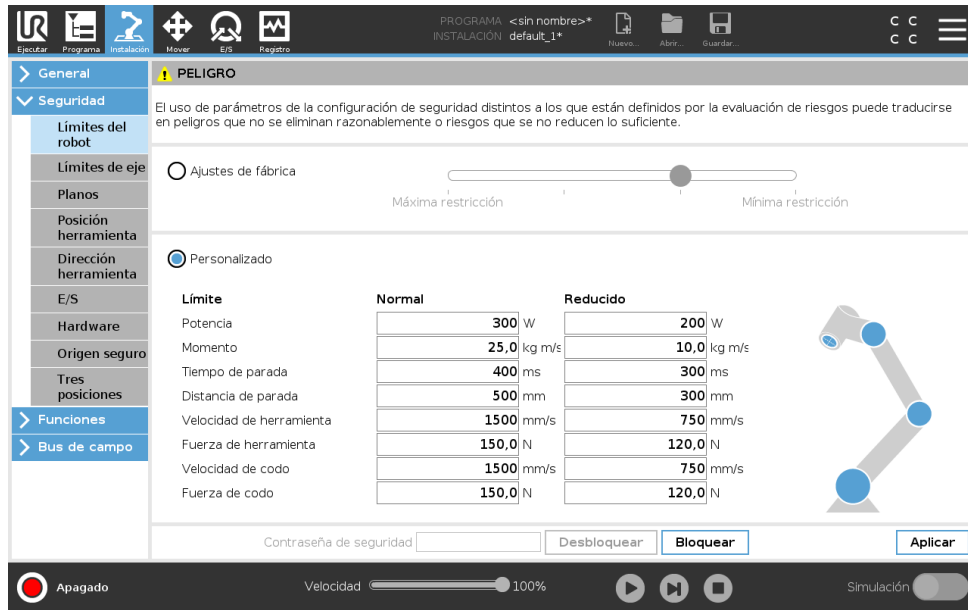 UR
PROGRAMA <sin nombre>*
INSTALACIÓN default_1*
C C
C C
Ejecutar Programa Instalación Mover E/S Registro Nuevo... Abrir... Guardar...
General
Seguridad
Límites del
robot
Límites de eje
Planos
Posición
herramienta
Dirección
herramienta
E/S
Hardware
Origen seguro
Tres
posiciones
Funciones
Bus de campo
! PELIGRO
El uso de parámetros de la configuración de seguridad distintos a los que están definidos por la evaluación de riesgos puede traducirse
en peligros que no se eliminan razonablemente o riesgos que se no reducen lo suficiente.
Ajustes de fábrica
Máxima restricción Mínima restricción
Personalizado
Límite Normal Reducido
Potencia 300 W 200 W
Momento 25,0 kg m/s 10,0 kg m/s
Tiempo de parada 400 ms 300 ms
Distancia de parada 500 mm 300 mm
Velocidad de herramienta 1500 mm/s 750 mm/s
Fuerza de herramienta 150,0 N 120,0 N
Velocidad de codo 1500 mm/s 750 mm/s
Fuerza de codo 150,0 N 120,0 N
Contraseña de seguridad Desbloquear Bloquear Aplicar
Apagado Velocidad 100% Simulación